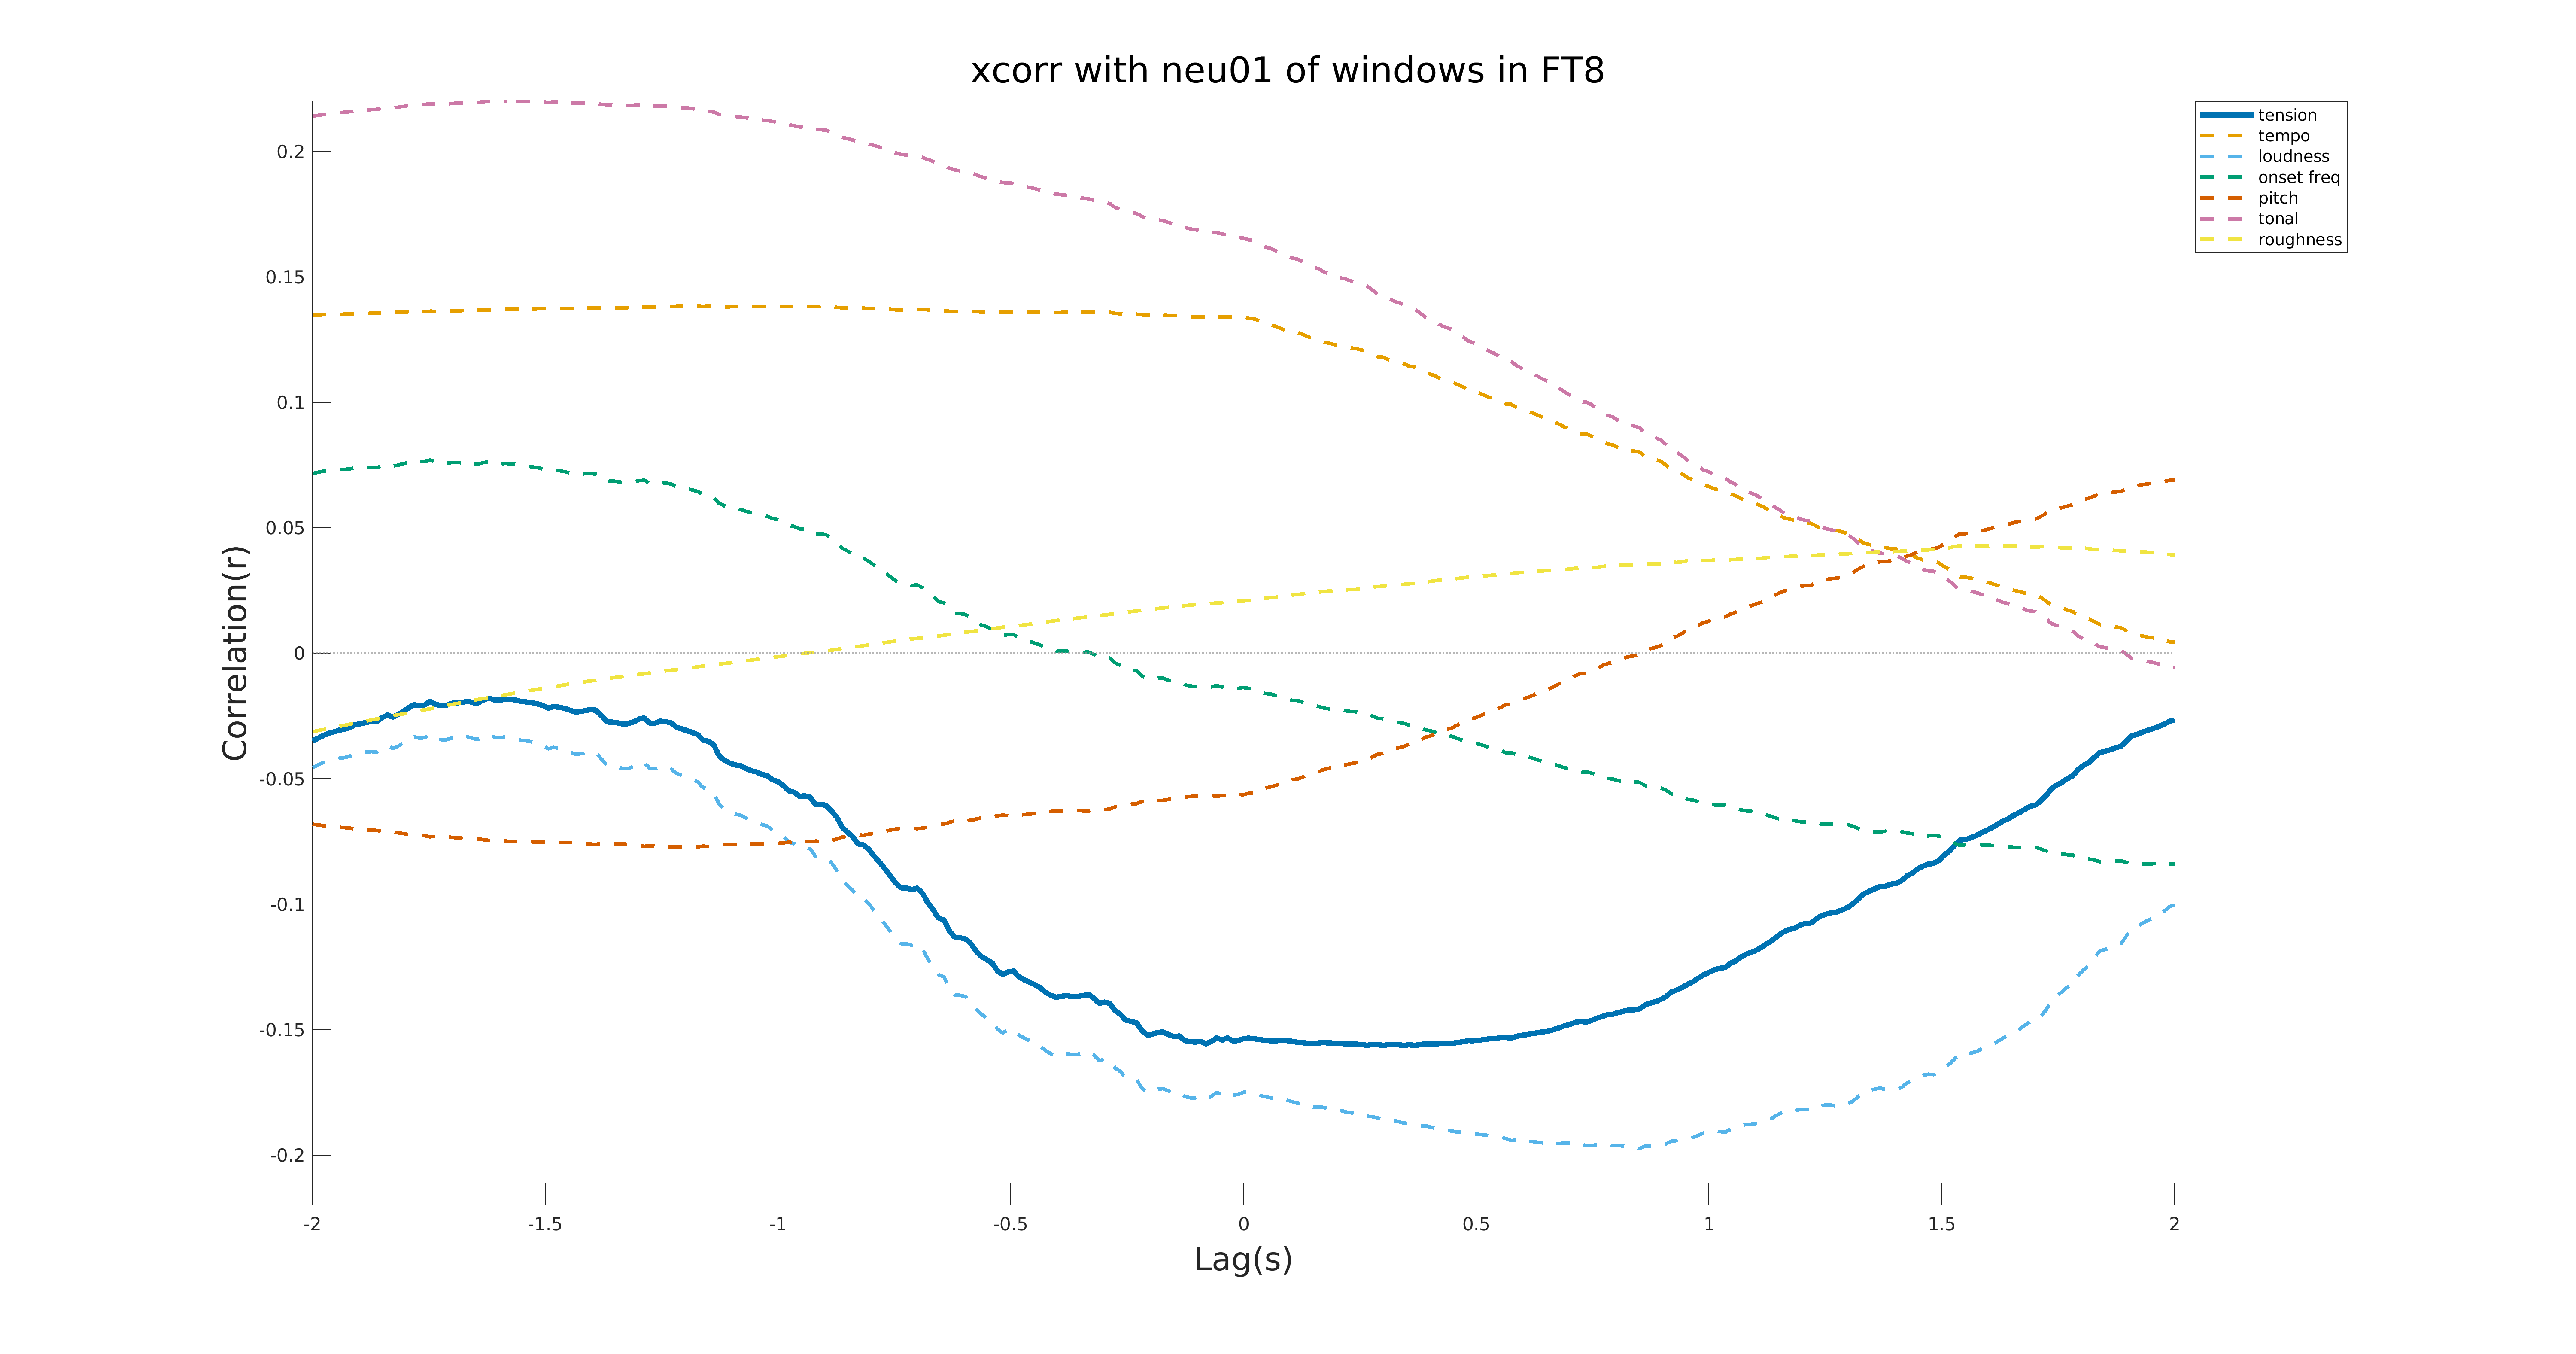 xcorr with neu01 of windows in FT8
tension
tempo
loudness
onset freq
pitch
tonal
roughness
0.2
0.15
0.1
0.05
0
-0.05
-0.1
-0.15
-0.2
Correlation(r)
-2 -1.5 -1 -0.5 0 0.5 1 1.5 2
Lag(s)